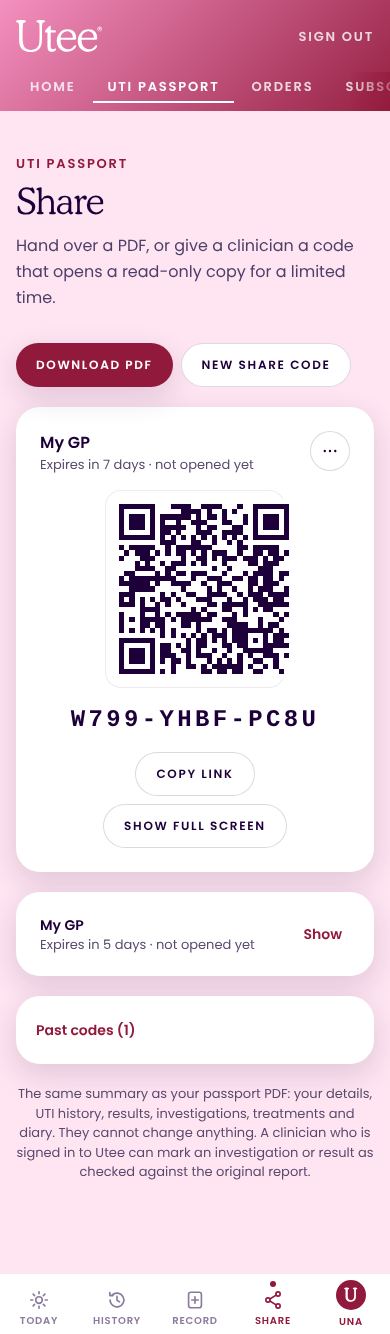 Utee®
SIGN OUT
HOME
UTI PASSPORT
ORDERS
SUBSC
UTI PASSPORT
Share
Hand over a PDF, or give a clinician a code
that opens a read-only copy for a limited
time.
DOWNLOAD PDF
NEW SHARE CODE
My GP
Expires in 7 days · not opened yet
W799-YHBF-PC8U
COPY LINK
SHOW FULL SCREEN
My GP
Expires in 5 days · not opened yet
Show
Past codes (1)
The same summary as your passport PDF: your details,
UTI history, results, investigations, treatments and
diary. They cannot change anything. A clinician who is
signed in to Utee can mark an investigation or result as
checked against the original report.
TODAY
HISTORY
RECORD
SHARE
U
UNA